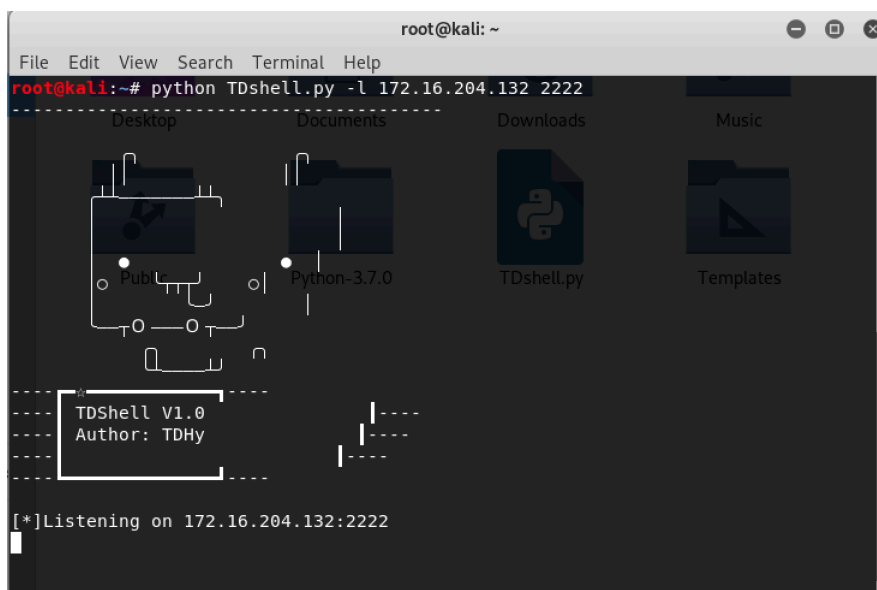 root@kali: ~
File Edit View Search Terminal Help
root@kali:~# python TDshell.py -l 172.16.204.132 2222
Desktop Documents Downloads Music
Public Python-3.7.0 TDshell.py Templates
TDShell V1.0
Author: TDHy
[*]Listening on 172.16.204.132:2222